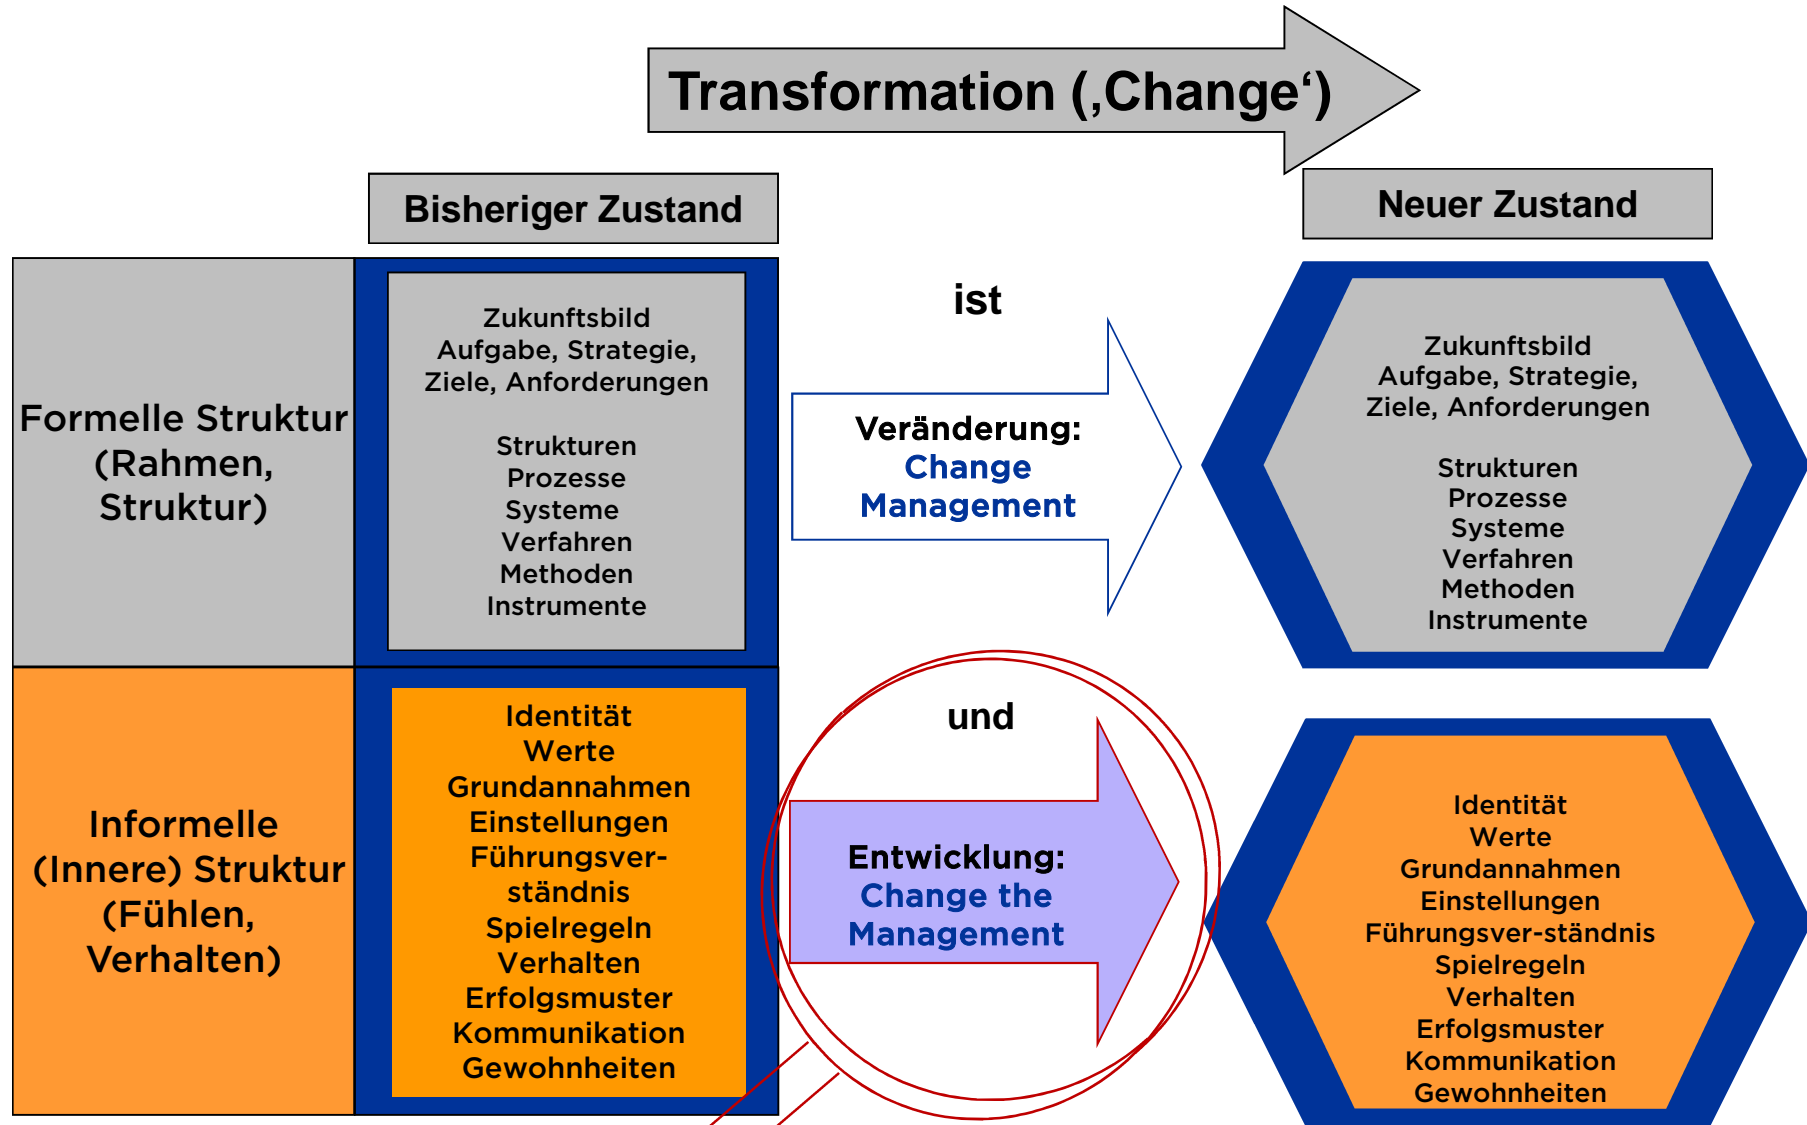 Transformation (‚Change‘)
Bisheriger Zustand
Neuer Zustand
Formelle Struktur
(Rahmen,
Struktur)
Zukunftsbild
Aufgabe, Strategie,
Ziele, Anforderungen
Strukturen
Prozesse
Systeme
Verfahren
Methoden
Instrumente
ist
Veränderung:
Change
Management
Zukunftsbild
Aufgabe, Strategie,
Ziele, Anforderungen
Strukturen
Prozesse
Systeme
Verfahren
Methoden
Instrumente
Informelle
(Innere) Struktur
(Fühlen,
Verhalten)
Identität
Werte
Grundannahmen
Einstellungen
Führungsver-
ständnis
Spielregeln
Verhalten
Erfolgsmuster
Kommunikation
Gewohnheiten
und
Entwicklung:
Change the
Management
Identität
Werte
Grundannahmen
Einstellungen
Führungsver-ständnis
Spielregeln
Verhalten
Erfolgsmuster
Kommunikation
Gewohnheiten